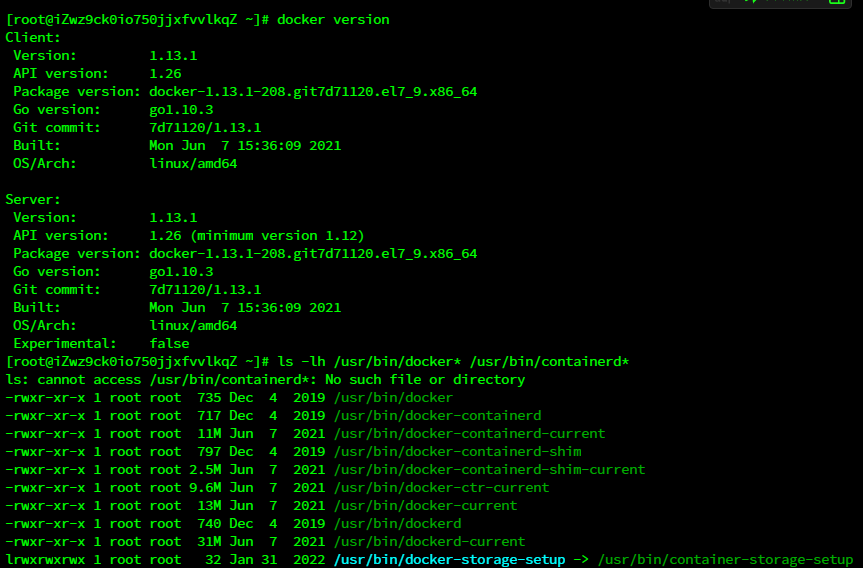 [root@iZwz9ck0io750jjxfvvlkqZ ~]# docker version
Client:
 Version:         1.13.1
 API version:     1.26
 Package version: docker-1.13.1-208.git7d71120.el7_9.x86_64
 Go version:      go1.10.3
 Git commit:      7d71120/1.13.1
 Built:           Mon Jun  7 15:36:09 2021
 OS/Arch:         linux/amd64

Server:
 Version:         1.13.1
 API version:     1.26 (minimum version 1.12)
 Package version: docker-1.13.1-208.git7d71120.el7_9.x86_64
 Go version:      go1.10.3
 Git commit:      7d71120/1.13.1
 Built:           Mon Jun  7 15:36:09 2021
 OS/Arch:         linux/amd64
 Experimental:    false
[root@iZwz9ck0io750jjxfvvlkqZ ~]# ls -lh /usr/bin/docker* /usr/bin/containerd*
ls: cannot access /usr/bin/containerd*: No such file or directory
-rwxr-xr-x 1 root root  735 Dec  4  2019 /usr/bin/docker
-rwxr-xr-x 1 root root  717 Dec  4  2019 /usr/bin/docker-containerd
-rwxr-xr-x 1 root root  11M Jun  7  2021 /usr/bin/docker-containerd-current
-rwxr-xr-x 1 root root  797 Dec  4  2019 /usr/bin/docker-containerd-shim
-rwxr-xr-x 1 root root 2.5M Jun  7  2021 /usr/bin/docker-containerd-shim-current
-rwxr-xr-x 1 root root 9.6M Jun  7  2021 /usr/bin/docker-ctr-current
-rwxr-xr-x 1 root root  13M Jun  7  2021 /usr/bin/docker-current
-rwxr-xr-x 1 root root  740 Dec  4  2019 /usr/bin/dockerd
-rwxr-xr-x 1 root root  31M Jun  7  2021 /usr/bin/dockerd-current
lrwxrwxrwx 1 root root   32 Jan 31  2022 /usr/bin/docker-storage-setup -> /usr/bin/container-storage-setup